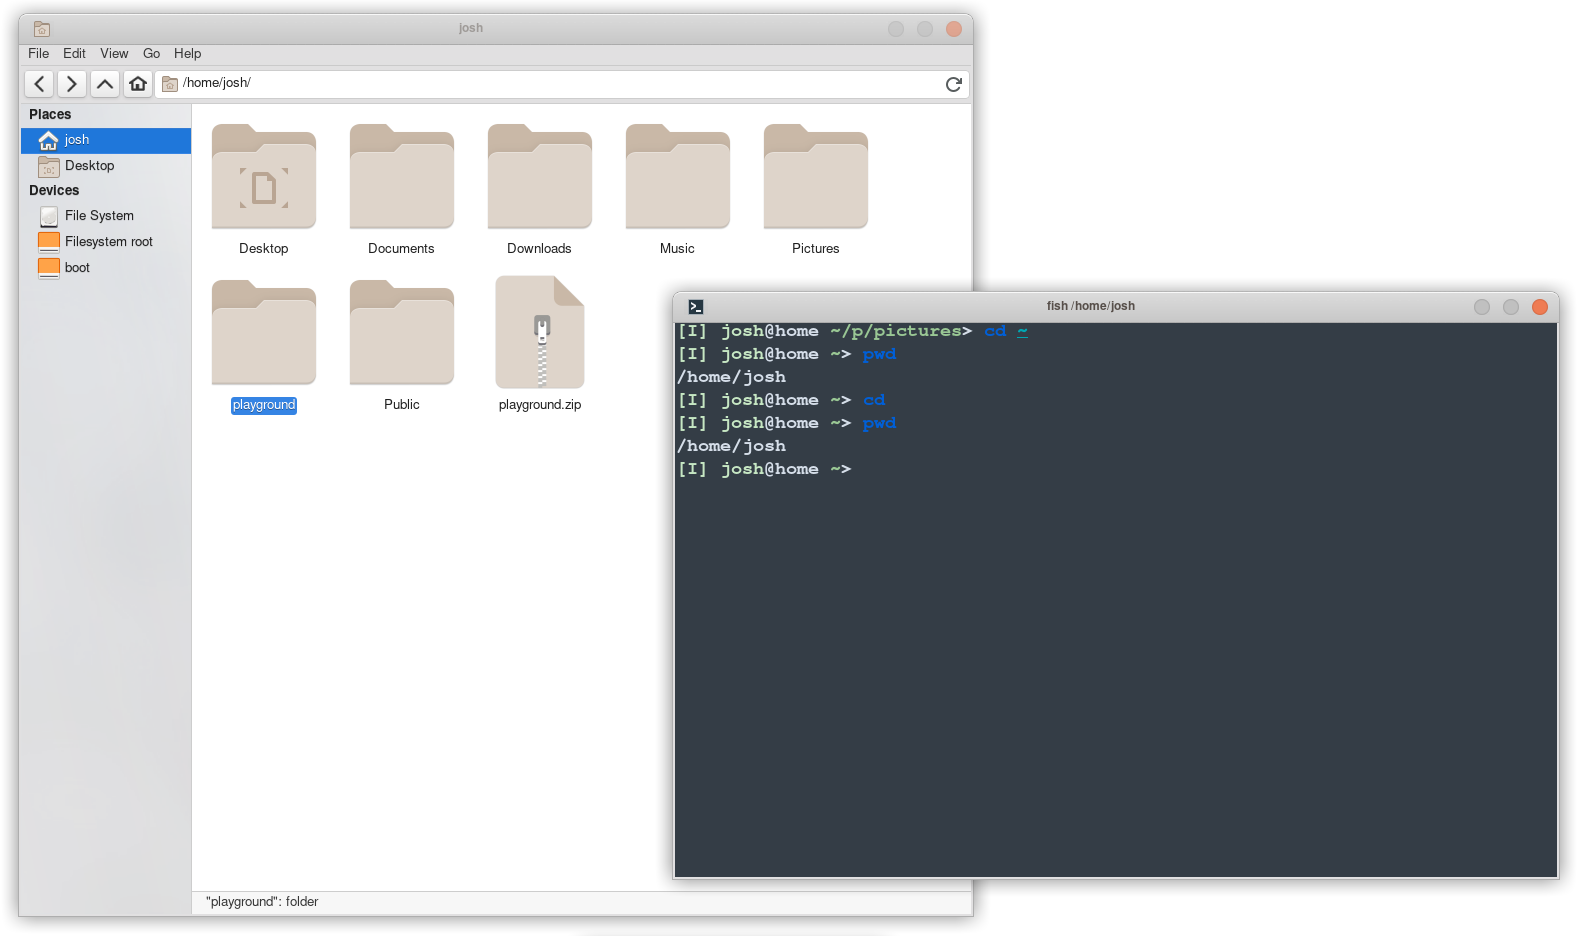 josh
File Edit View Go Help
/home/josh/
Places
josh
Desktop
Devices
File System
Filesystem root
boot
Desktop
Documents
Downloads
Music
Pictures
playground
Public
playground.zip
"playground": folder
fish /home/josh
[I] josh@home ~/p/pictures> cd ~
[I] josh@home ~> pwd
/home/josh
[I] josh@home ~> cd
[I] josh@home ~> pwd
/home/josh
[I] josh@home ~>